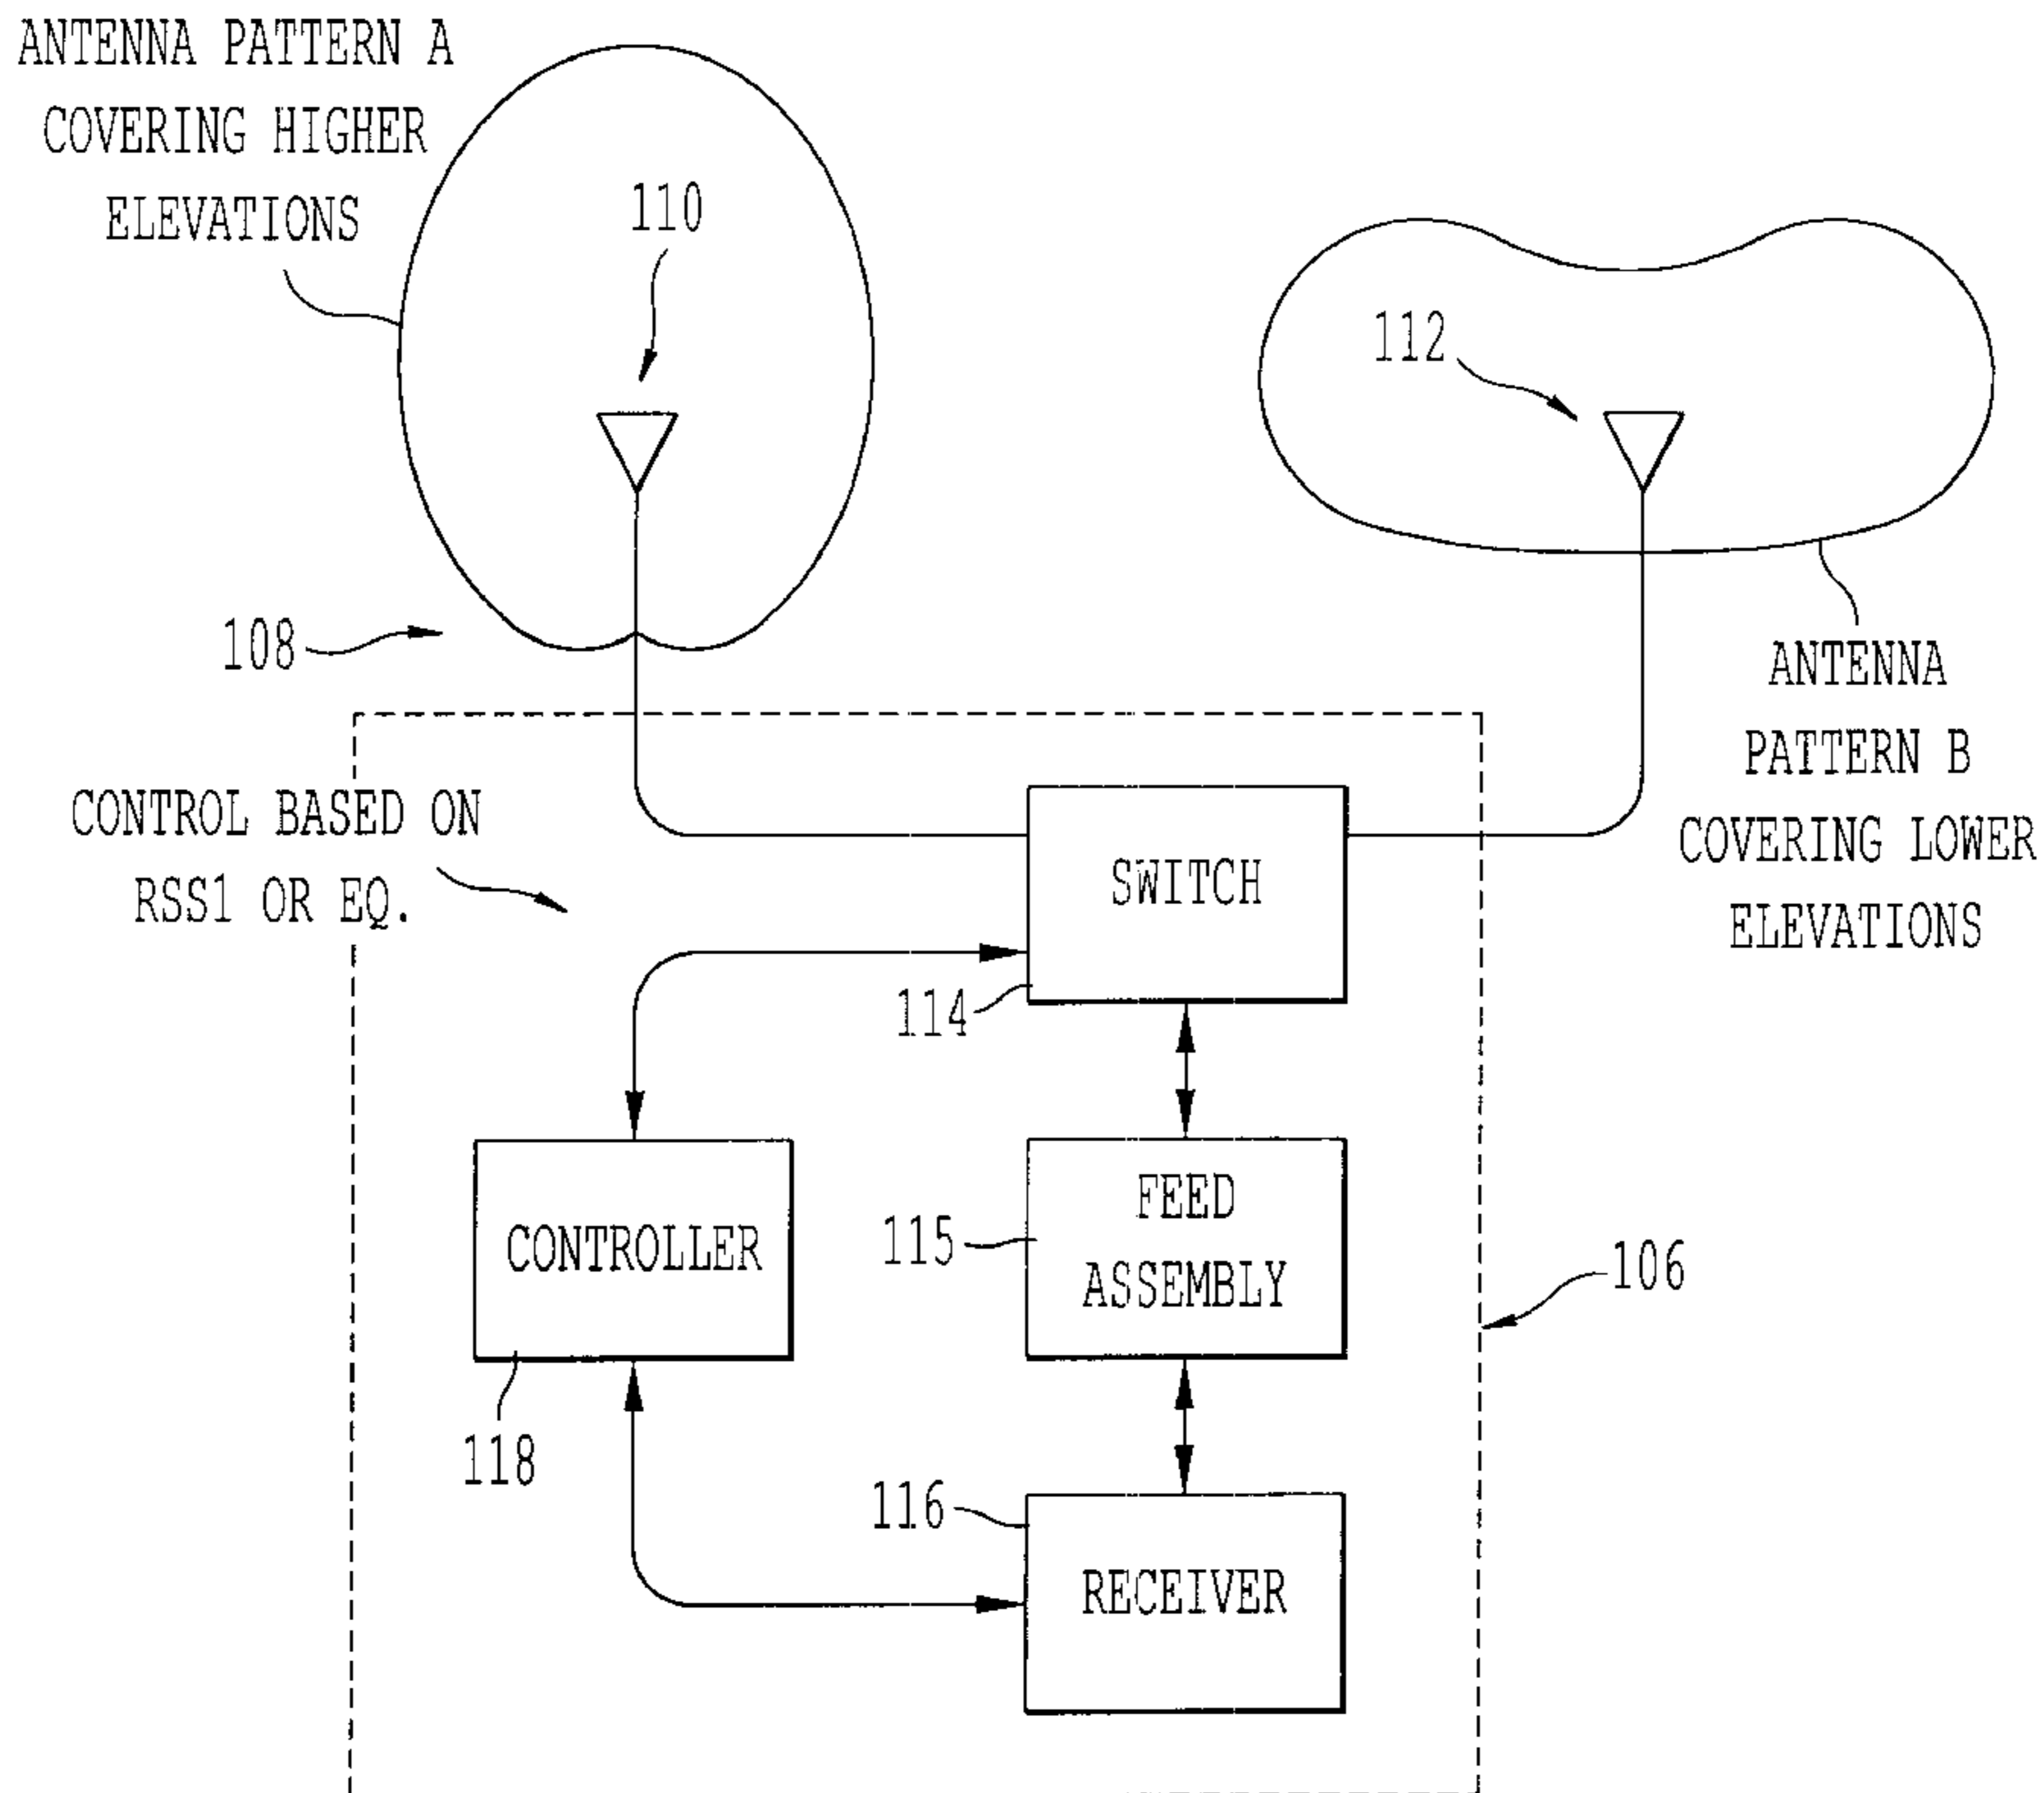 ANTENNA PATTERN A
COVERING HIGHER
ELEVATIONS
110
112
108
ANTENNA
PATTERN B
COVERING LOWER
ELEVATIONS
CONTROL BASED ON
RSS1 OR EQ.
SWITCH
114
CONTROLLER
118
FEED
ASSEMBLY
115
106
116
RECEIVER